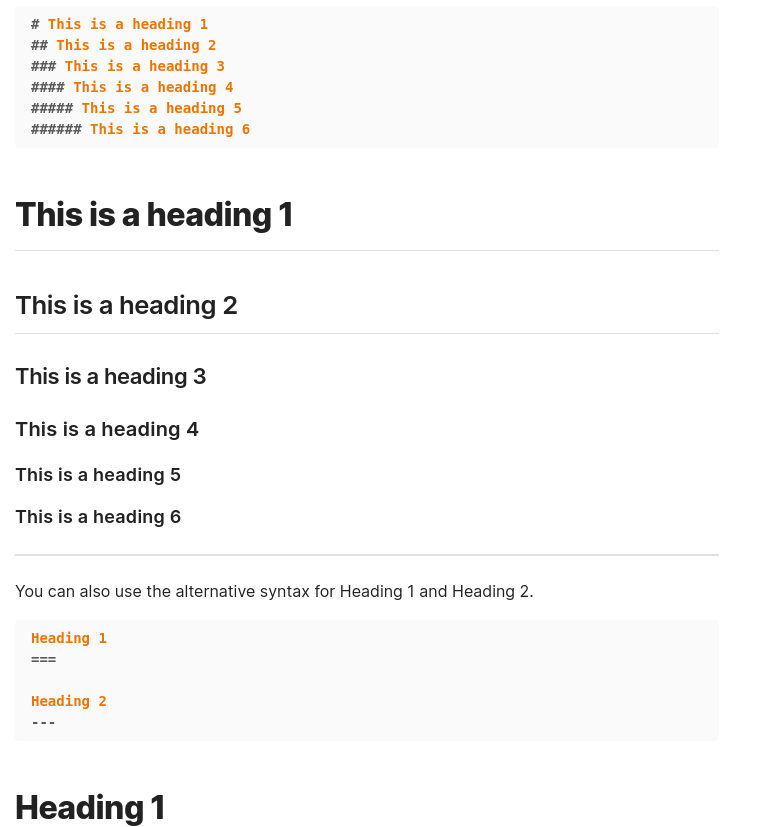 # This is a heading 1
## This is a heading 2
### This is a heading 3
#### This is a heading 4
##### This is a heading 5
###### This is a heading 6
This is a heading 1
This is a heading 2
This is a heading 3
This is a heading 4
This is a heading 5
This is a heading 6
You can also use the alternative syntax for Heading 1 and Heading 2.
Heading 1
===
Heading 2
---
Heading 1